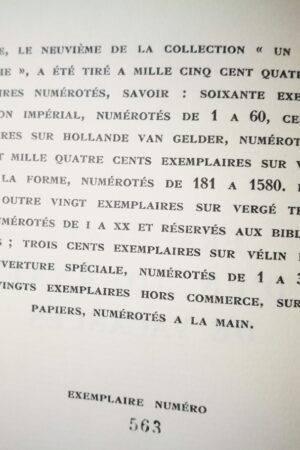 E, LE NEUVIÈME DE LA COLLECTION « UN
IE », A ÉTÉ TIRÉ A MILLE CINQ CENT QUATR
IRES NUMÉROTÉS, SAVOIR : SOIXANTE EXE
ON IMPÉRIAL, NUMÉROTÉS DE 1 A 60, CE
RES SUR HOLLANDE VAN GELDER, NUMÉROT
T MILLE QUATRE CENTS EXEMPLAIRES SUR V
LA FORME, NUMÉROTÉS DE 181 A 1580.
OUTRE VINGT EXEMPLAIRES SUR VERGÉ TE
UMÉROTÉS DE I A XX ET RÉSERVÉS AUX BIBL
S ; TROIS CENTS EXEMPLAIRES SUR VÉLIN
UVERTURE SPÉCIALE, NUMÉROTÉS DE 1 A 3
VINGTS EXEMPLAIRES HORS COMMERCE, SUR
PAPIERS, NUMÉROTÉS A LA MAIN.
EXEMPLAIRE NUMÉRO
563